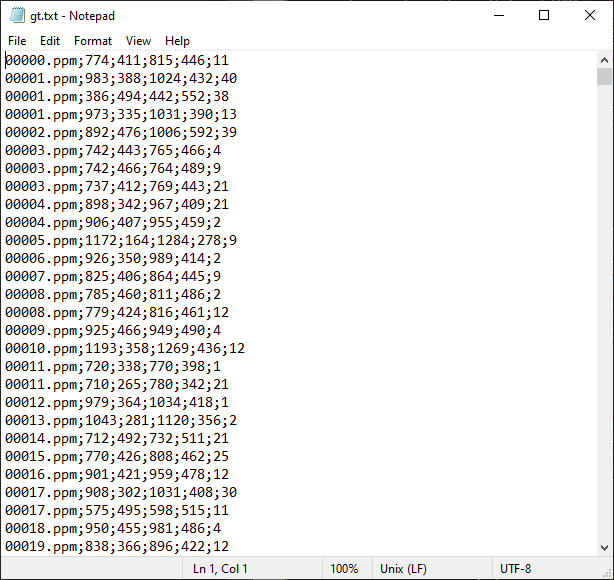 gt.txt - Notepad
File Edit Format View Help
00000.ppm;774;411;815;446;11
00001.ppm;983;388;1024;432;40
00001.ppm;386;494;442;552;38
00001.ppm;973;335;1031;390;13
00002.ppm;892;476;1006;592;39
00003.ppm;742;443;765;466;4
00003.ppm;742;466;764;489;9
00003.ppm;737;412;769;443;21
00004.ppm;898;342;967;409;21
00004.ppm;906;407;955;459;2
00005.ppm;1172;164;1284;278;9
00006.ppm;926;350;989;414;2
00007.ppm;825;406;864;445;9
00008.ppm;785;460;811;486;2
00008.ppm;779;424;816;461;12
00009.ppm;925;466;949;490;4
00010.ppm;1193;358;1269;436;12
00011.ppm;720;338;770;398;1
00011.ppm;710;265;780;342;21
00012.ppm;979;364;1034;418;1
00013.ppm;1043;281;1120;356;2
00014.ppm;712;492;732;511;21
00015.ppm;770;426;808;462;25
00016.ppm;901;421;959;478;12
00017.ppm;908;302;1031;408;30
00017.ppm;575;495;598;515;11
00018.ppm;950;455;981;486;4
00019.ppm;838;366;896;422;12
Ln 1, Col 1 100% Unix (LF) UTF-8